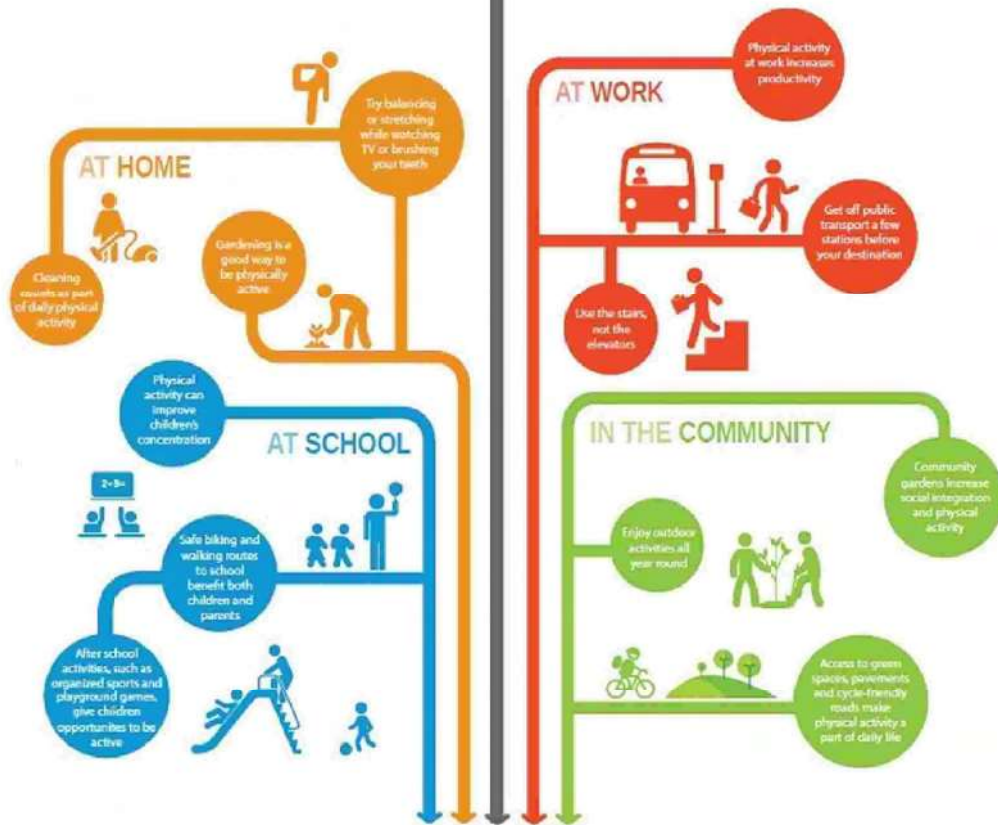 AT HOME
Try balancing
or stretching
while watching
TV or brushing
your teeth
Gardening is a
good way to
be physically
active
Cleaning
counts as part
of daily physical
activity
AT SCHOOL
Physical
activity can
improve
children's
concentration
2+8=
Safe biking and
walking routes
to school
benefit both
children and
parents
After school
activities, such as
organized sports and
playground games,
give children
opportunites to be
active
AT WORK
Physical activity
at work increases
productivity
Get off public
transport a few
stations before
your destination
Use the stairs,
not the
elevators
IN THE COMMUNITY
Community
gardens increase
social integration
and physical
activity
Enjoy outdoor
activities all
year round
Access to green
spaces, pavements
and cycle-friendly
roads make
physical activity a
part of daily life